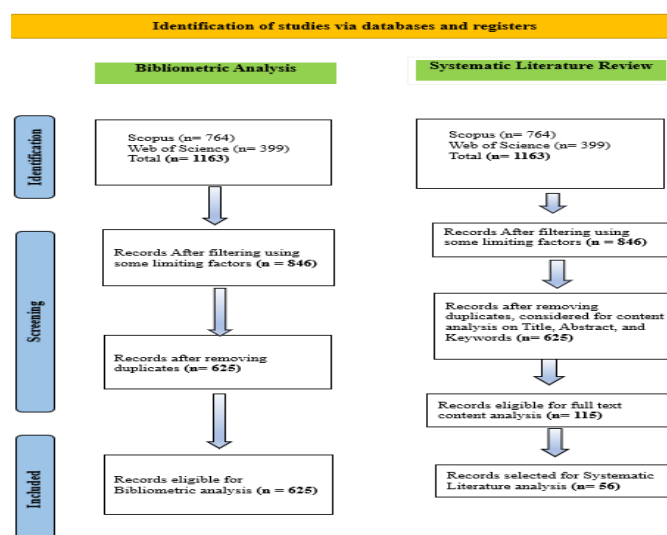 Identification of studies via databases and registers
Bibliometric Analysis
Systematic Literature Review
Identification
Scopus (n= 764)
Web of Science (n= 399)
Total (n= 1163)
Scopus (n= 764)
Web of Science (n= 399)
Total (n= 1163)
Screening
Records After filtering using
some limiting factors (n = 846)
Records After filtering using
some limiting factors (n = 846)
Records after removing
duplicates (n= 625)
Records after removing
duplicates, considered for content
analysis on Title, Abstract, and
Keywords (n = 625)
Records eligible for full text
content analysis (n = 115)
Included
Records eligible for
Bibliometric analysis (n = 625)
Records selected for Systematic
Literature analysis (n= 56)